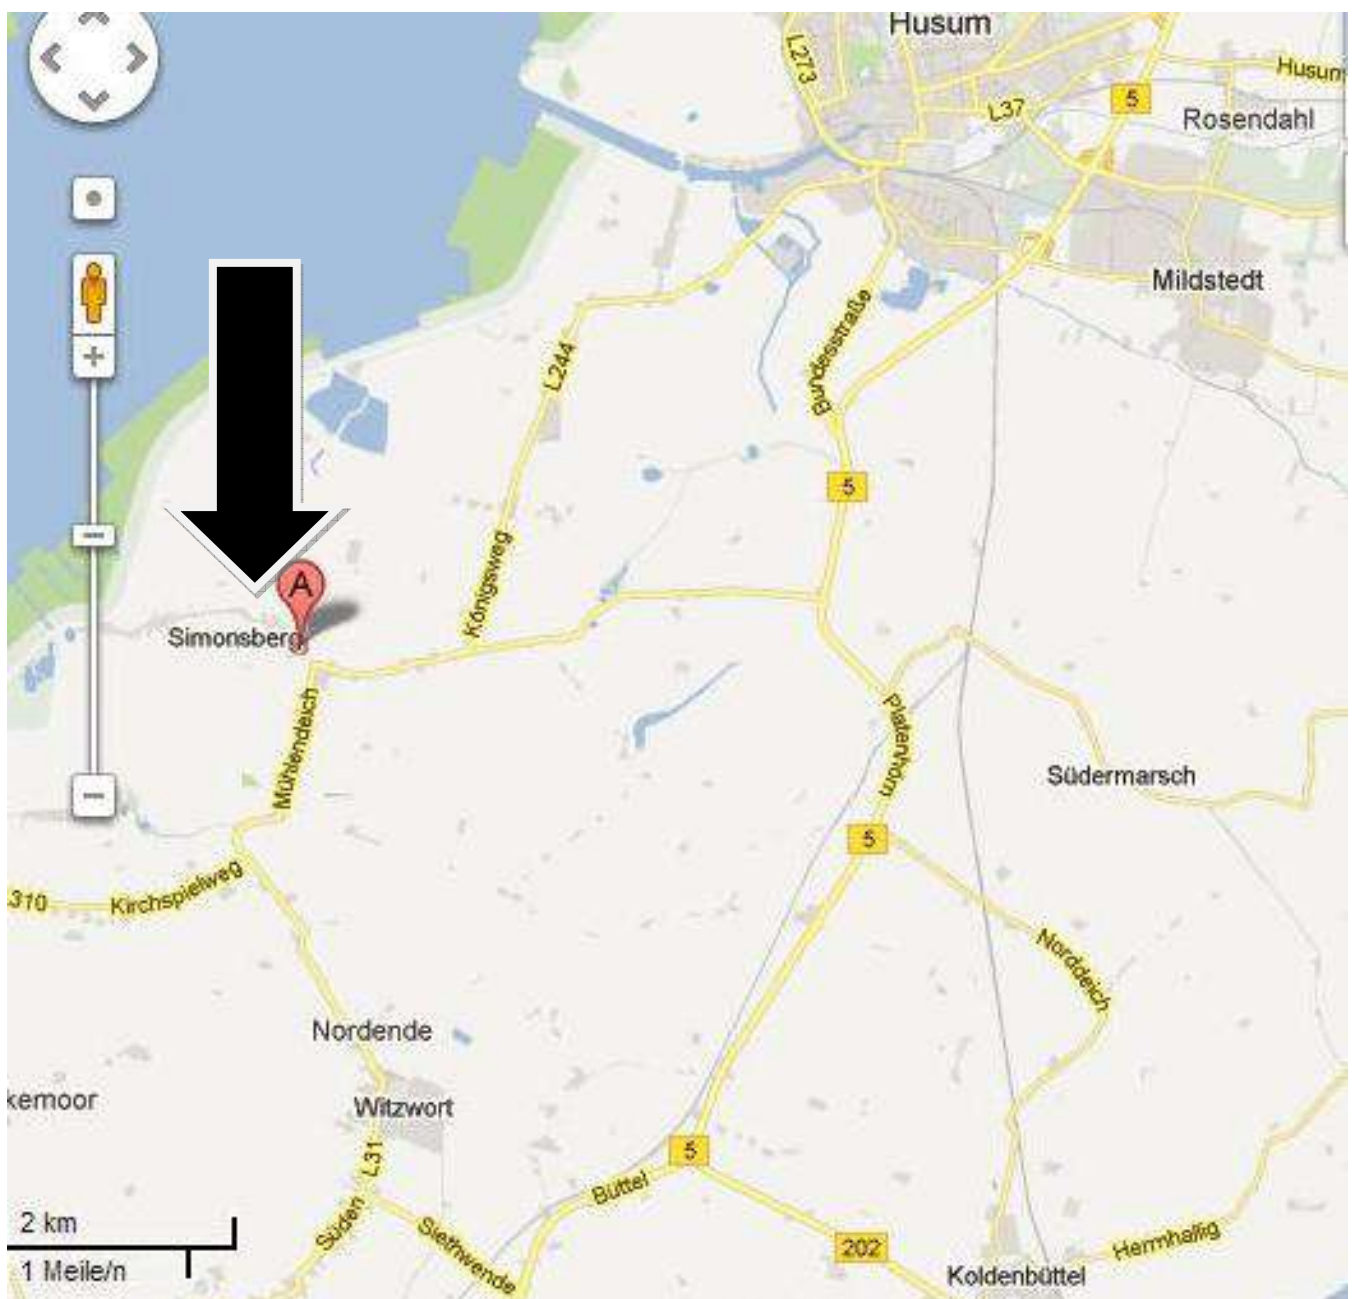 Husum
L273
Husum
5
L37
Rosendahl
Mildstedt
Bundesstraße
L244
5
Königsweg
A
Simonsberg
Mühlendeich
Platenhörn
Südermarsch
5
Kirchspielweg
310
Norddeich
Nordende
kemoor
Witzwort
L31
5
Büttel
Süden
Siethwende
2 km
202
Hermhallig
1 Meile/n
Koldenbüttel